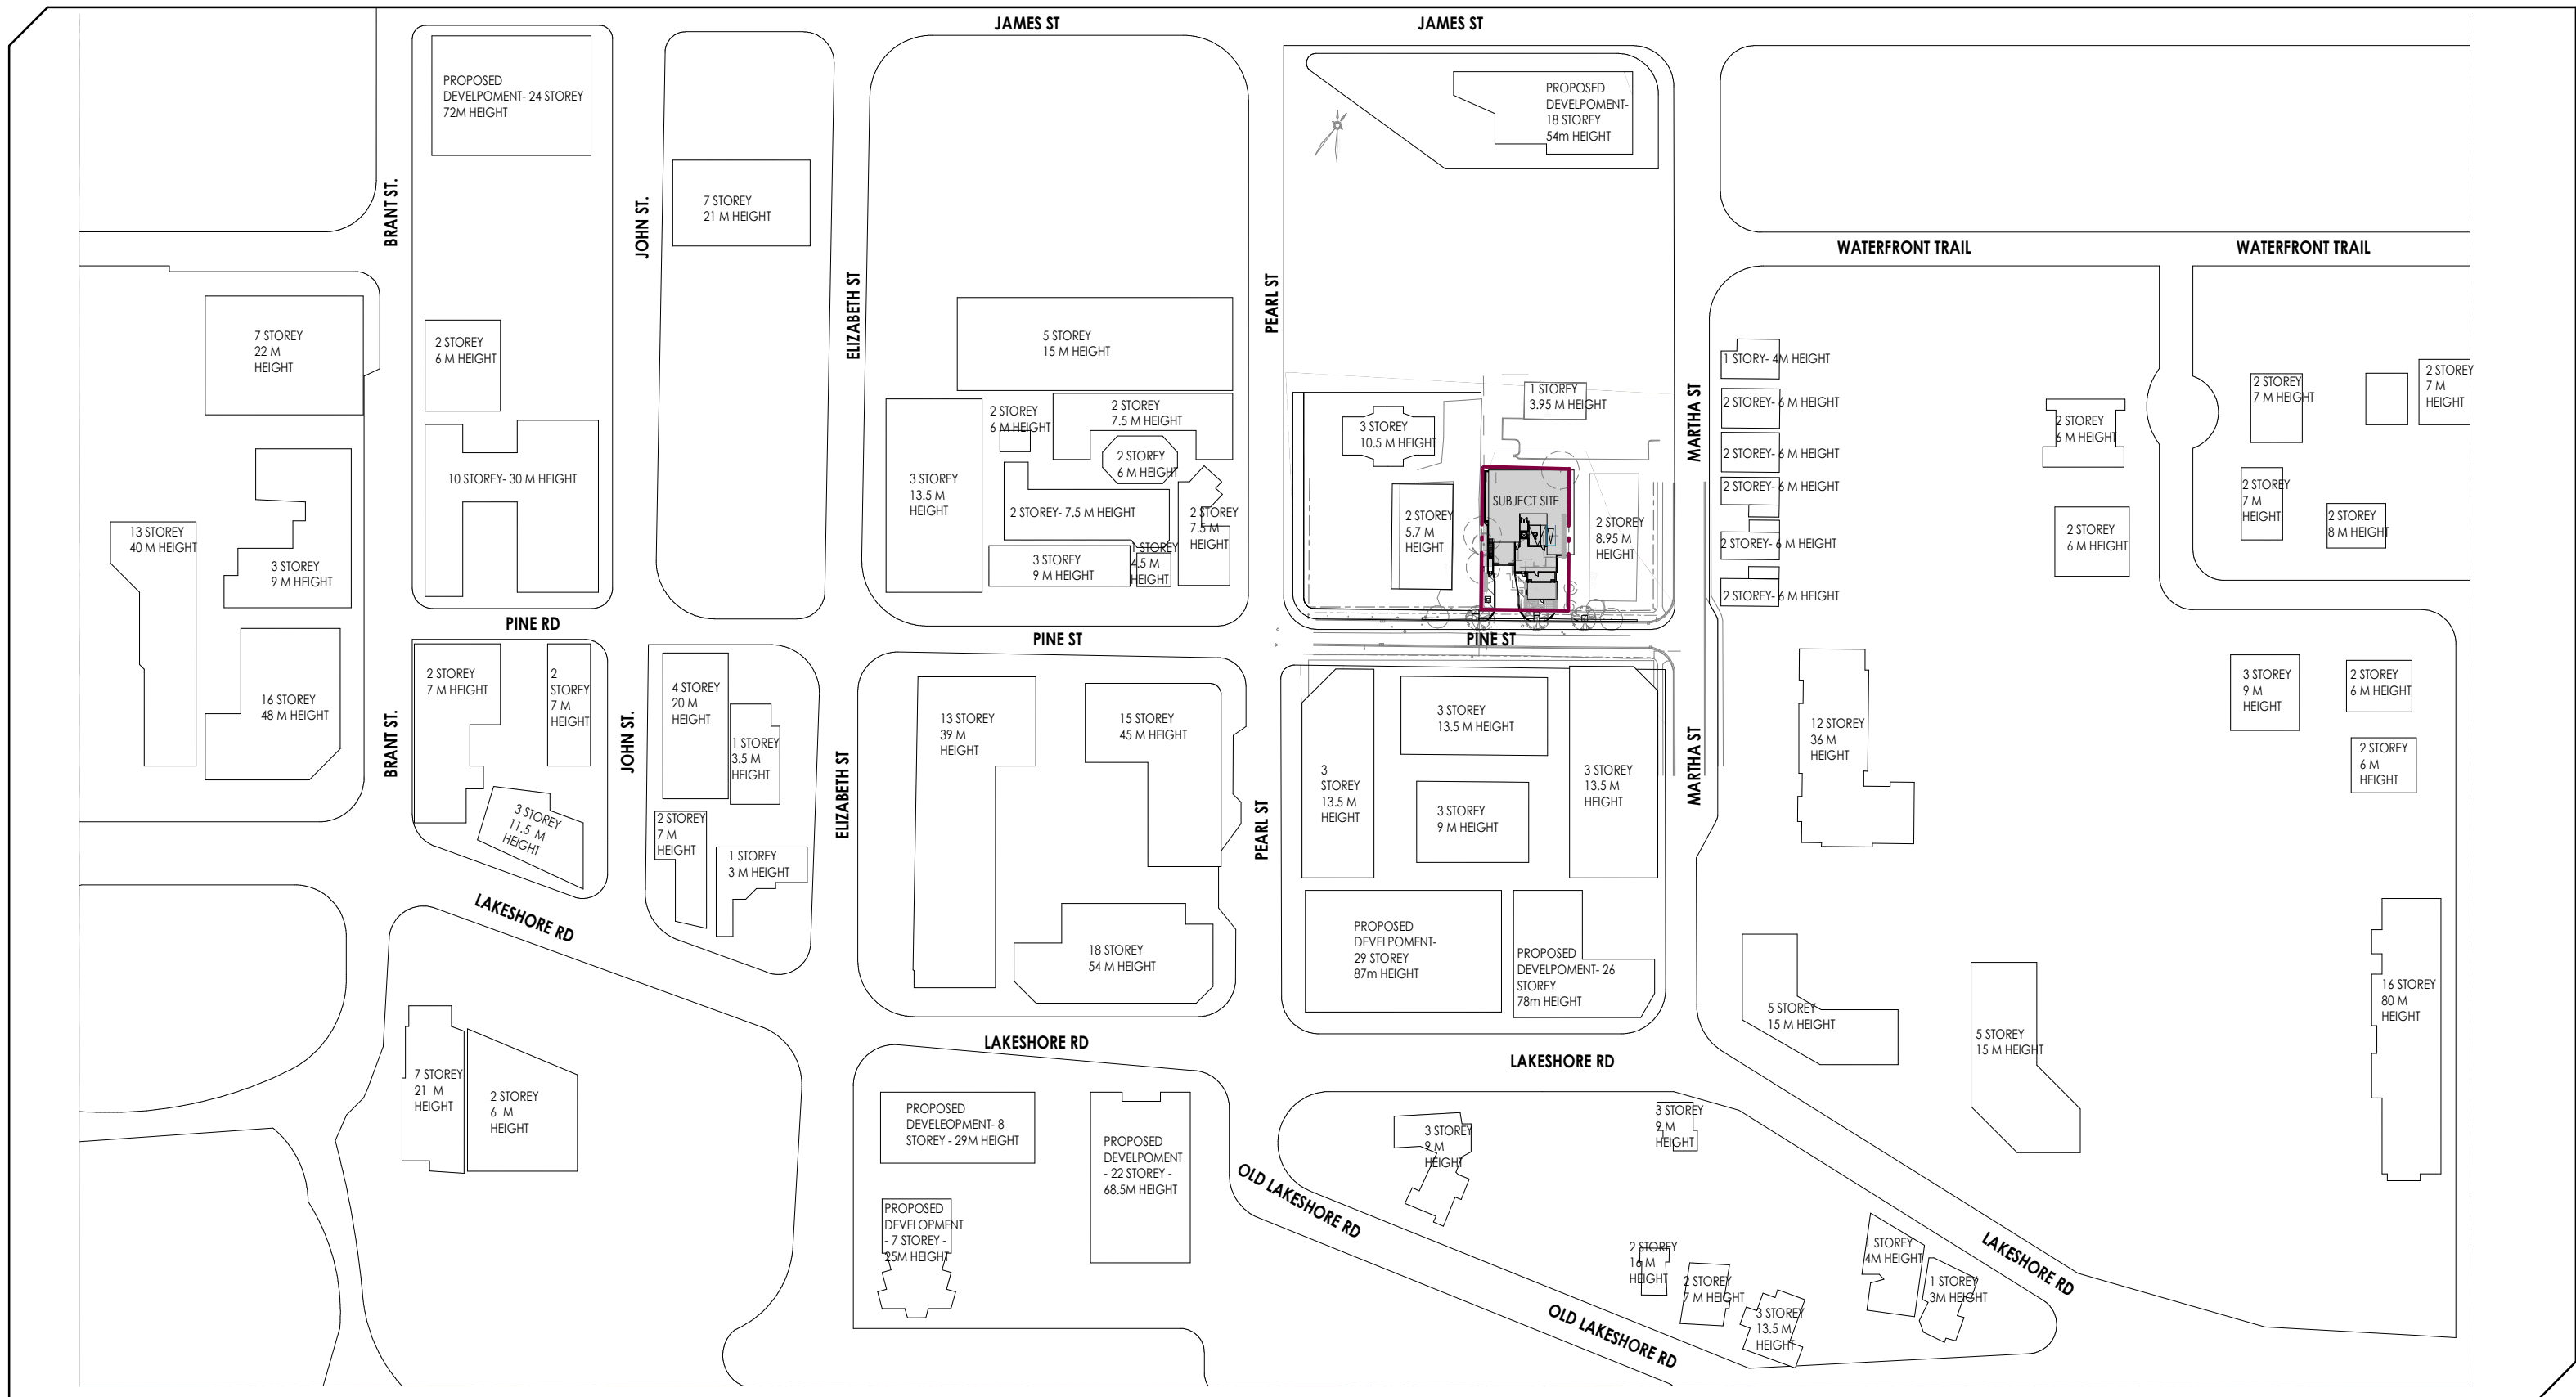 JAMES ST
JAMES ST
PROPOSED
DEVELPOMENT- 24 STOREY
72M HEIGHT
PROPOSED
DEVELPOMENT-
18 STOREY
54m HEIGHT
BRANT ST.
JOHN ST.
7 STOREY
21 M HEIGHT
ELIZABETH ST
PEARL ST
WATERFRONT TRAIL
WATERFRONT TRAIL
7 STOREY
22 M
HEIGHT
2 STOREY
6 M HEIGHT
5 STOREY
15 M HEIGHT
1 STORY- 4M HEIGHT
2 STOREY- 6 M HEIGHT
2 STOREY- 6 M HEIGHT
2 STOREY- 6 M HEIGHT
2 STOREY- 6 M HEIGHT
2 STOREY- 6 M HEIGHT
MARTHA ST
1 STOREY
3.95 M HEIGHT
3 STOREY
10.5 M HEIGHT
2 STOREY
6 M HEIGHT
2 STOREY
7.5 M HEIGHT
2 STOREY
6 M HEIGHT
2 STOREY
6 M HEIGHT
2 STOREY
7 M HEIGHT
2 STOREY
7 M
HEIGHT
10 STOREY- 30 M HEIGHT
3 STOREY
13.5 M
HEIGHT
2 STOREY- 7.5 M HEIGHT
2 STOREY
7.5 M
HEIGHT
3 STOREY
9 M HEIGHT
1 STOREY
4.5 M
HEIGHT
2 STOREY
5.7 M
HEIGHT
SUBJECT SITE
2 STOREY
8.95 M
HEIGHT
2 STOREY
6 M HEIGHT
2 STOREY
7 M
HEIGHT
2 STOREY
8 M HEIGHT
13 STOREY
40 M HEIGHT
3 STOREY
9 M HEIGHT
PINE RD
PINE ST
PINE ST
16 STOREY
48 M HEIGHT
BRANT ST.
2 STOREY
7 M HEIGHT
2
STOREY
7 M
HEIGHT
JOHN ST.
4 STOREY
20 M
HEIGHT
1 STOREY
3.5 M
HEIGHT
ELIZABETH ST
13 STOREY
39 M
HEIGHT
15 STOREY
45 M HEIGHT
PEARL ST
3
STOREY
13.5 M
HEIGHT
3 STOREY
13.5 M HEIGHT
3 STOREY
9 M HEIGHT
3 STOREY
13.5 M
HEIGHT
MARTHA ST
12 STOREY
36 M
HEIGHT
3 STOREY
9 M
HEIGHT
2 STOREY
6 M HEIGHT
2 STOREY
6 M
HEIGHT
3 STOREY
11.5 M
HEIGHT
2 STOREY
7 M
HEIGHT
1 STOREY
3 M HEIGHT
LAKESHORE RD
18 STOREY
54 M HEIGHT
PROPOSED
DEVELPOMENT-
29 STOREY
87m HEIGHT
PROPOSED
DEVELPOMENT- 26
STOREY
78m HEIGHT
5 STOREY
15 M HEIGHT
5 STOREY
15 M HEIGHT
16 STOREY
80 M
HEIGHT
LAKESHORE RD
LAKESHORE RD
7 STOREY
21 M
HEIGHT
2 STOREY
6 M
HEIGHT
PROPOSED
DEVELEOPMENT- 8
STOREY - 29M HEIGHT
PROPOSED
DEVELPOMENT
- 22 STOREY -
68.5M HEIGHT
PROPOSED
DEVELOPMENT
- 7 STOREY -
25M HEIGHT
OLD LAKESHORE RD
3 STOREY
9 M
HEIGHT
3 STOREY
9 M
HEIGHT
2 STOREY
16 M
HEIGHT
2 STOREY
7 M HEIGHT
3 STOREY
13.5 M
HEIGHT
1 STOREY
4M HEIGHT
1 STOREY
3M HEIGHT
LAKESHORE RD
OLD LAKESHORE RD